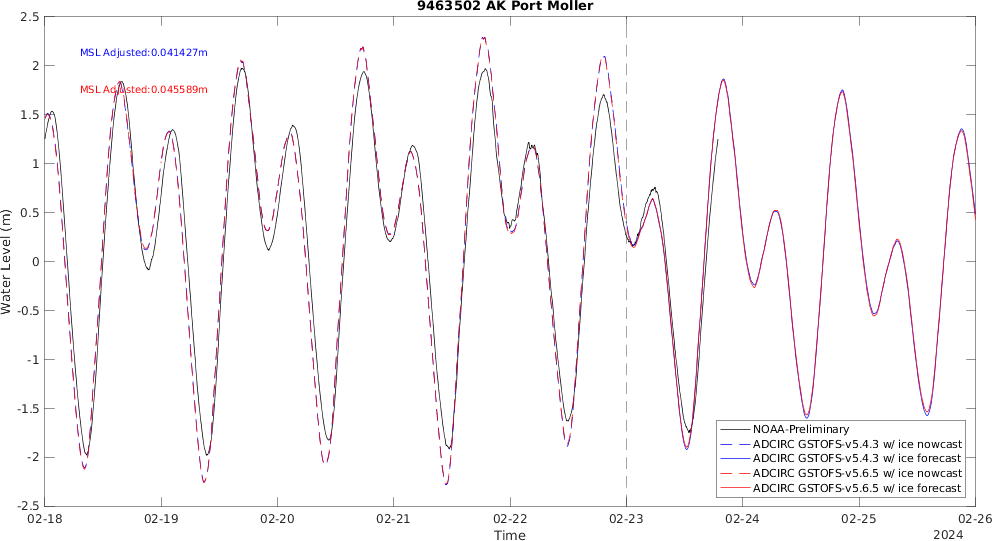 9463502 AK Port Moller
2.5
2
1.5
1
0.5
0
-0.5
-1
-1.5
-2
-2.5
Water Level (m)
MSL Adjusted:0.041427m
MSL Adjusted:0.045589m
NOAA-Preliminary
ADCIRC GSTOFS-v5.4.3 w/ ice nowcast
ADCIRC GSTOFS-v5.4.3 w/ ice forecast
ADCIRC GSTOFS-v5.6.5 w/ ice nowcast
ADCIRC GSTOFS-v5.6.5 w/ ice forecast
02-18 02-19 02-20 02-21 02-22 02-23 02-24 02-25 02-26
Time
2024